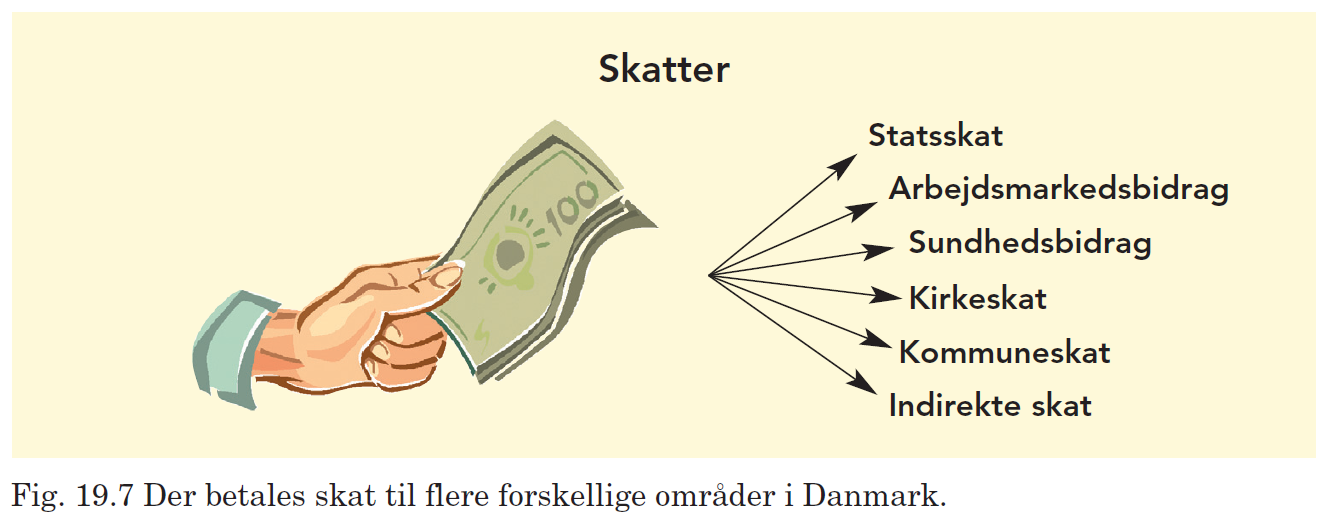 Skatter
100
Statsskat
Arbejdsmarkedsbidrag
Sundhedsbidrag
Kirkeskat
Kommuneskat
Indirekte skat
Fig. 19.7 Der betales skat til flere forskellige områder i Danmark.